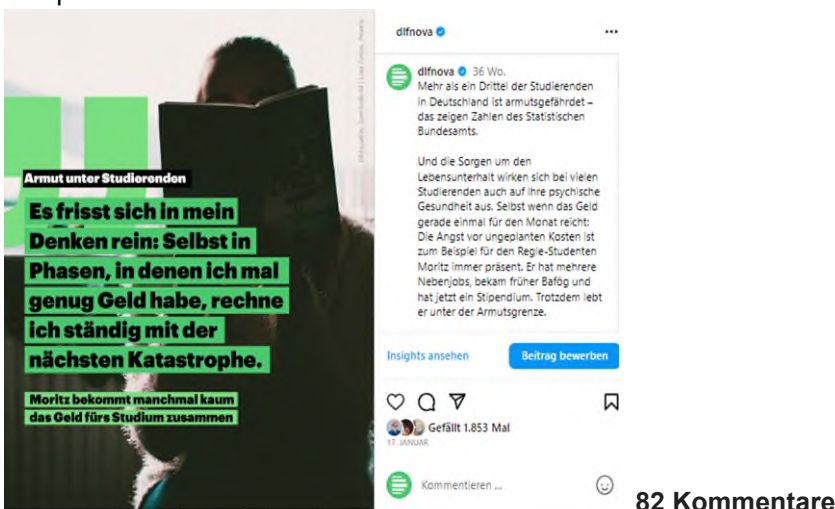 Armut unter Studierenden
Es frisst sich in mein
Denken rein: Selbst in
Phasen, in denen ich mal
genug Geld habe, rechne
ich ständig mit der
nächsten Katastrophe.
Moritz bekommt manchmal kaum
das Geld fürs Studium zusammen
dlfnova
dlfnova 36 Wo.
Mehr als ein Drittel der Studierenden
in Deutschland ist armutsgefährdet –
das zeigen Zahlen des Statistischen
Bundesamts.
Und die Sorgen um den
Lebensunterhalt wirken sich bei vielen
Studierenden auch auf ihre psychische
Gesundheit aus. Selbst wenn das Geld
gerade einmal für den Monat reicht:
Die Angst vor ungeplanten Kosten ist
zum Beispiel für den Regie-Studenten
Moritz immer präsent. Er hat mehrere
Nebenjobs, bekam früher Bafög und
hat jetzt ein Stipendium. Trotzdem lebt
er unter der Armutsgrenze.
Insights ansehen
Beitrag bewerben
Gefällt 1.853 Mal
17. JANUAR
Kommentieren ...
82 Kommentare